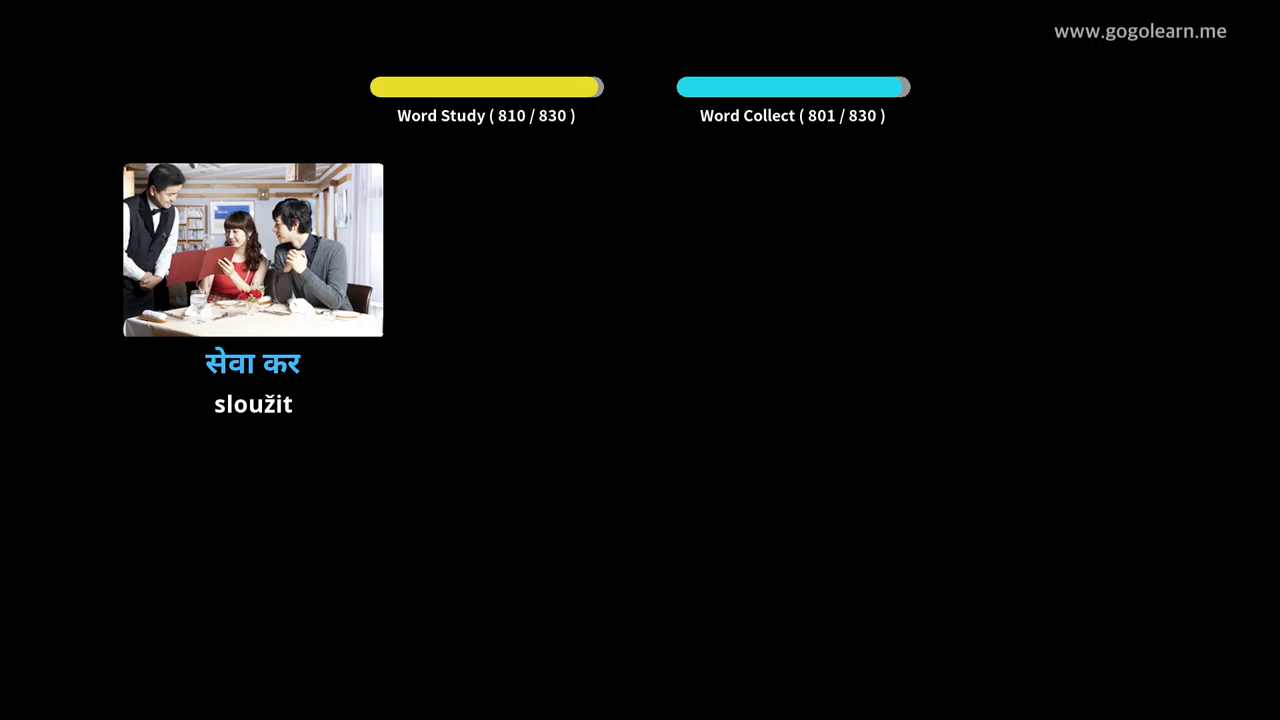 www.gogolearn.me
Word Study ( 810 / 830 )
Word Collect ( 801 / 830 )
सेवा कर
sloužit